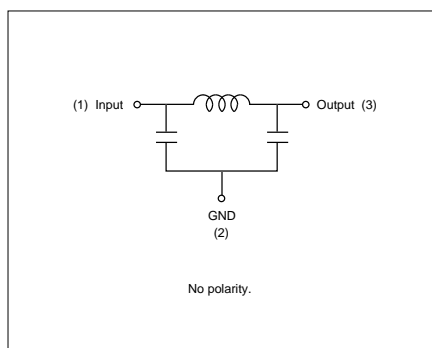 (1) Input
Output (3)
GND
(2)
No polarity.